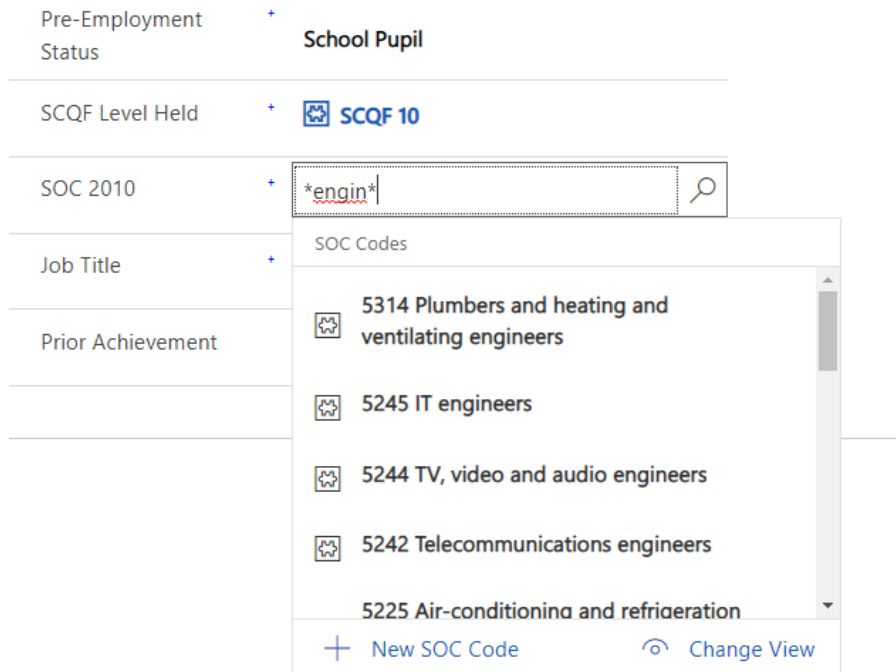 Pre-Employment
Status
+
School Pupil
SCQF Level Held
+
SCQF 10
SOC 2010
+
*engin*
SOC Codes
Job Title
+
5314 Plumbers and heating and
ventilating engineers
Prior Achievement
5245 IT engineers
5244 TV, video and audio engineers
5242 Telecommunications engineers
5225 Air-conditioning and refrigeration
New SOC Code
Change View